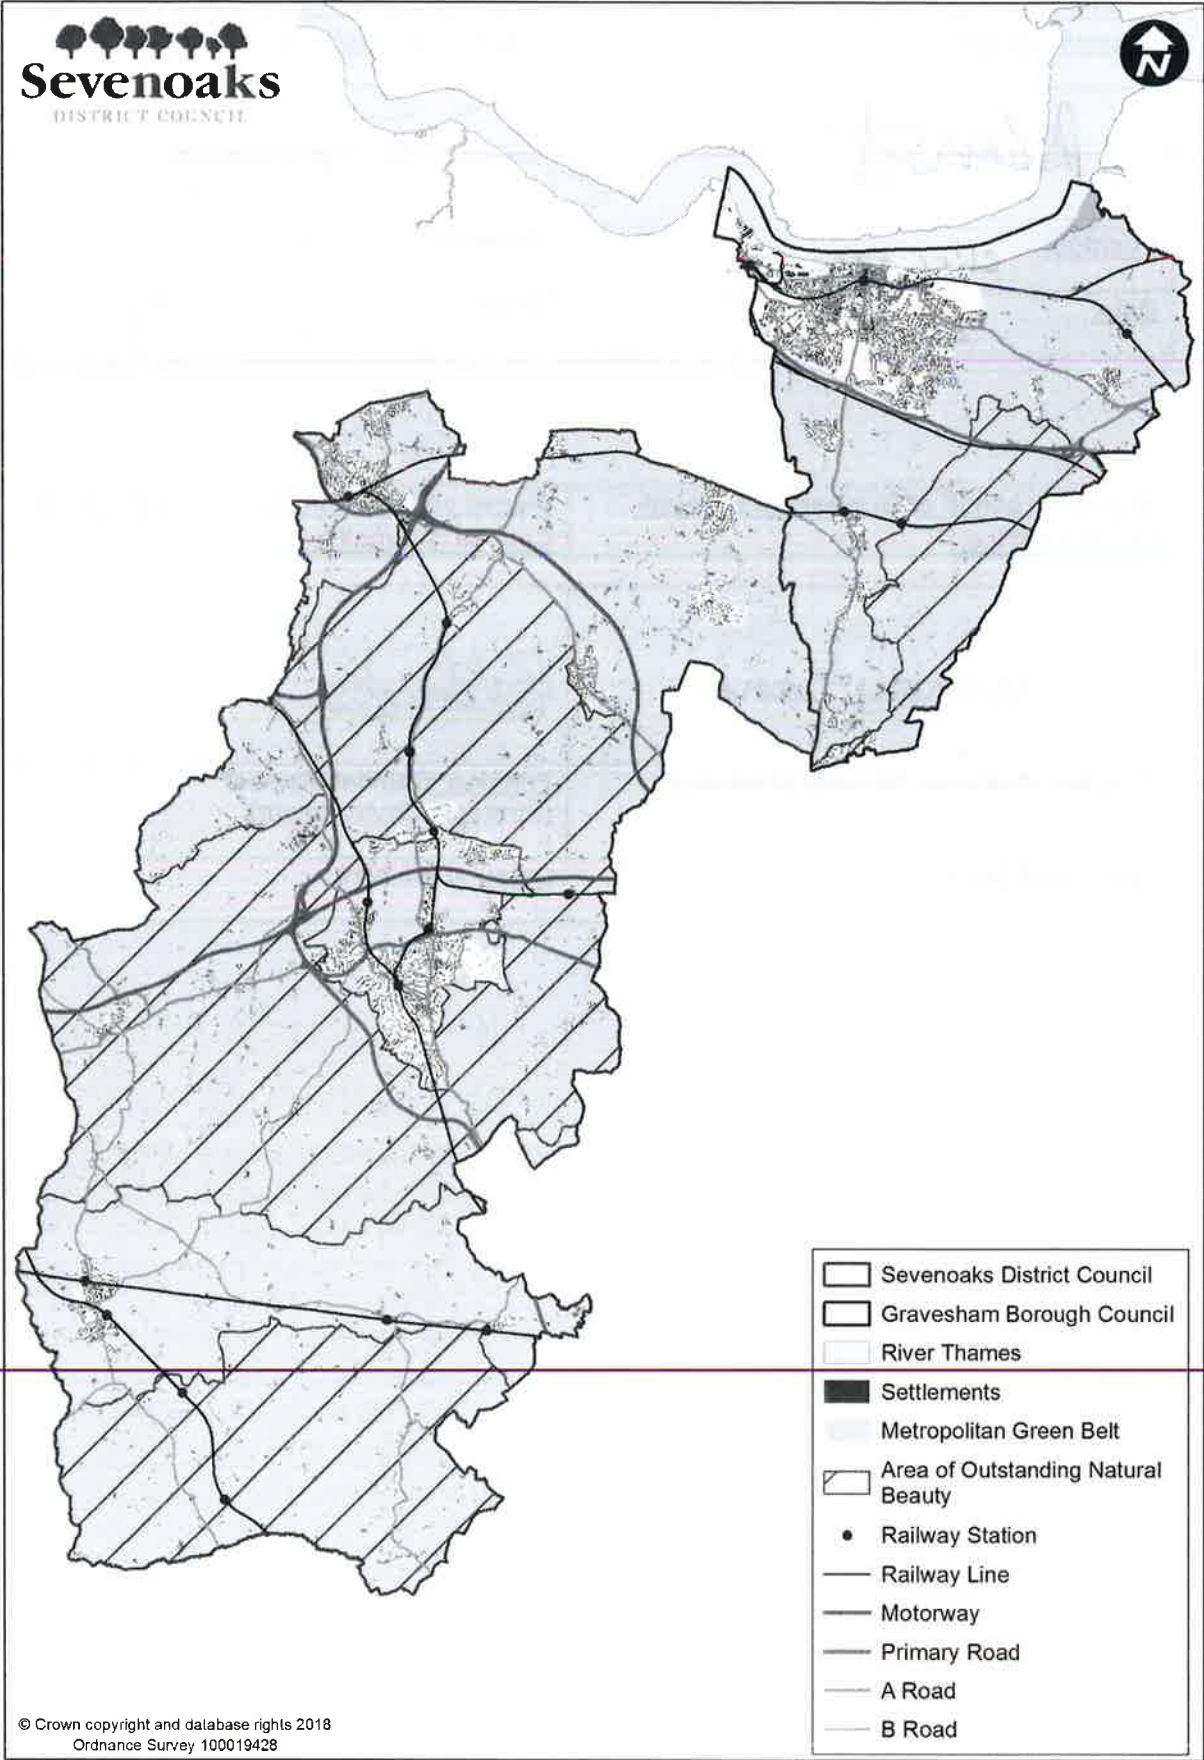 Sevenoaks
DISTRICT COUNCIL
N
Sevenoaks District Council
Gravesham Borough Council
River Thames
Settlements
Metropolitan Green Belt
Area of Outstanding Natural
Beauty
Railway Station
Railway Line
Motorway
Primary Road
A Road
B Road
© Crown copyright and database rights 2018
Ordnance Survey 100019428